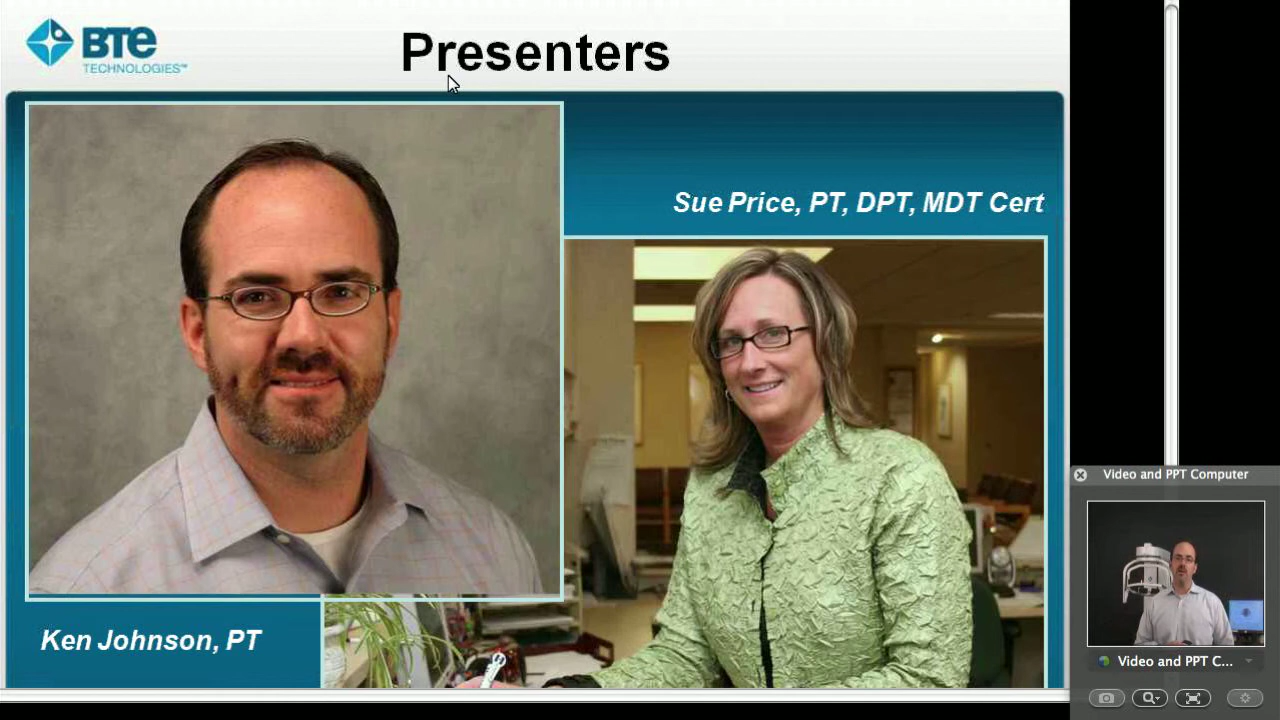 BTE
TECHNOLOGIES™
Presenters
Sue Price, PT, DPT, MDT Cert
Ken Johnson, PT
Video and PPT Computer
Video and PPT C...